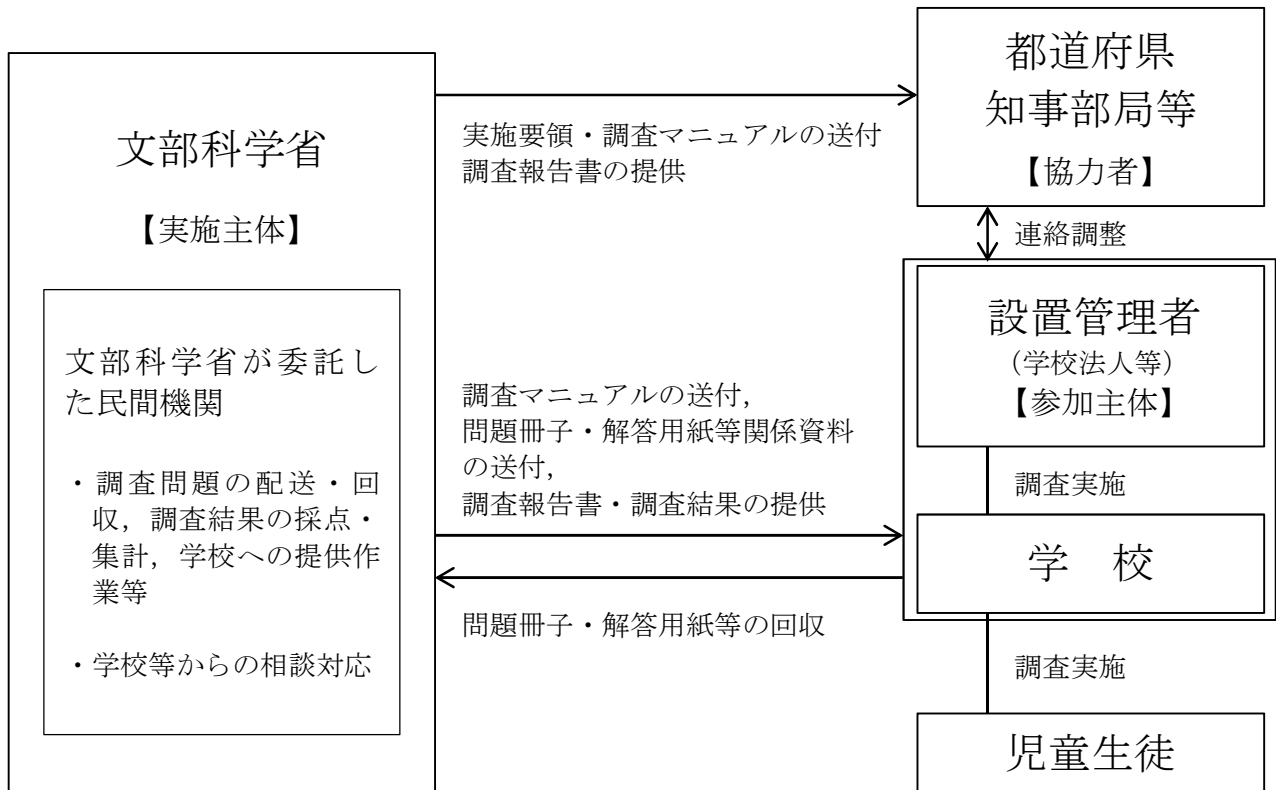 文部科学省
【実施主体】
文部科学省が委託し
た民間機関
・調査問題の配送・回
収，調査結果の採点・
集計，学校への提供作
業等
・学校等からの相談対応
実施要領・調査マニュアルの送付
調査報告書の提供
調査マニュアルの送付，
問題冊子・解答用紙等関係資料
の送付，
調査報告書・調査結果の提供
問題冊子・解答用紙等の回収
都道府県
知事部局等
【協力者】
連絡調整
設置管理者
（学校法人等）
【参加主体】
調査実施
学　校
調査実施
児童生徒